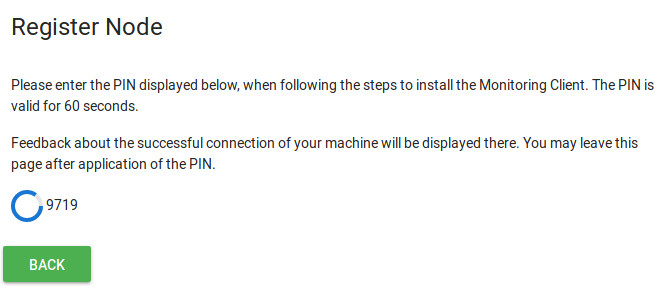 Register Node
Please enter the PIN displayed below, when following the steps to install the Monitoring Client. The PIN is
valid for 60 seconds.
Feedback about the successful connection of your machine will be displayed there. You may leave this
page after application of the PIN.
9719
BACK